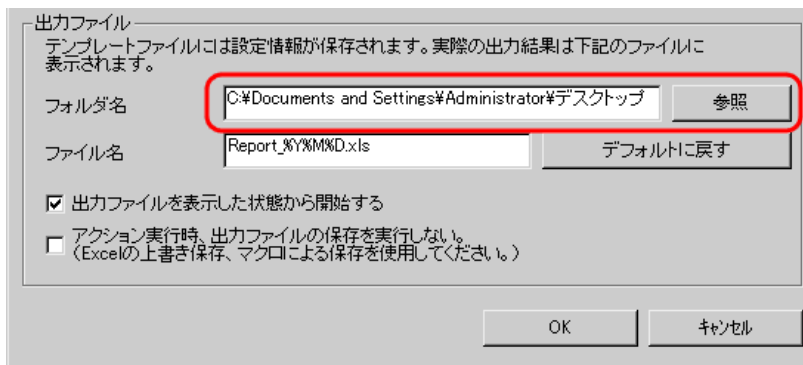 出力ファイル
テンプレートファイルには設定情報が保存されます。実際の出力結果は下記のファイルに
表示されます。
フォルダ名
C:¥Documents and Settings¥Administrator¥デスクトップ
参照
ファイル名
Report_%Y%M%D.xls
デフォルトに戻す
出力ファイルを表示した状態から開始する
アクション実行時、出力ファイルの保存を実行しない。
（Excelの上書き保存、マクロによる保存を使用してください。）
OK
キャンセル